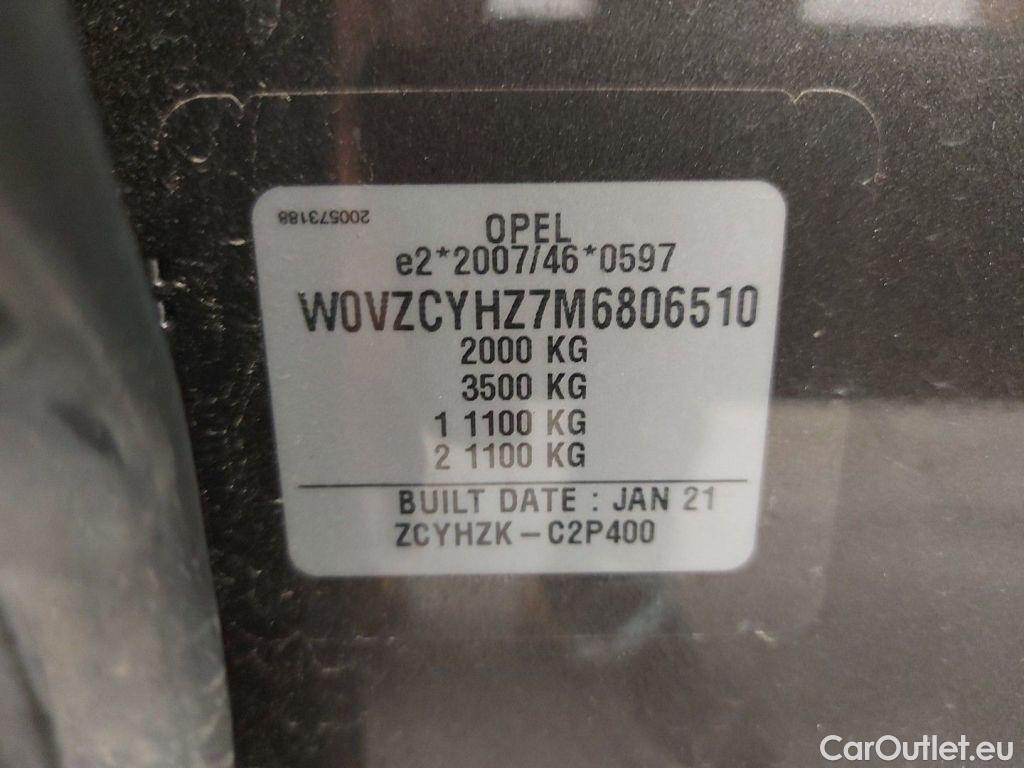 200573188
OPEL
e2*2007/46*0597
W0VZCYHZ7M6806510
2000 KG
3500 KG
1 1100 KG
2 1100 KG
BUILT DATE : JAN 21
ZCYHZK-C2P400
CarOutlet.eu